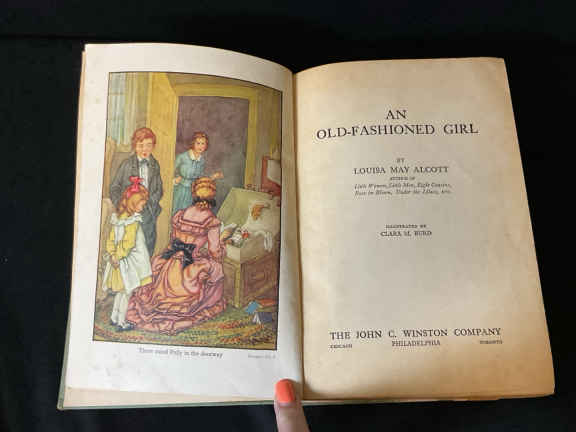 There stood Polly in the doorway
AN
OLD-FASHIONED GIRL
BY
LOUISA MAY ALCOTT
AUTHOR OF
Little Women, Little Men, Eight Cousins,
Rose in Bloom, Under the Lilacs, etc.
ILLUSTRATED BY
CLARA M. BURD
THE JOHN C. WINSTON COMPANY
CHICAGO PHILADELPHIA TORONTO